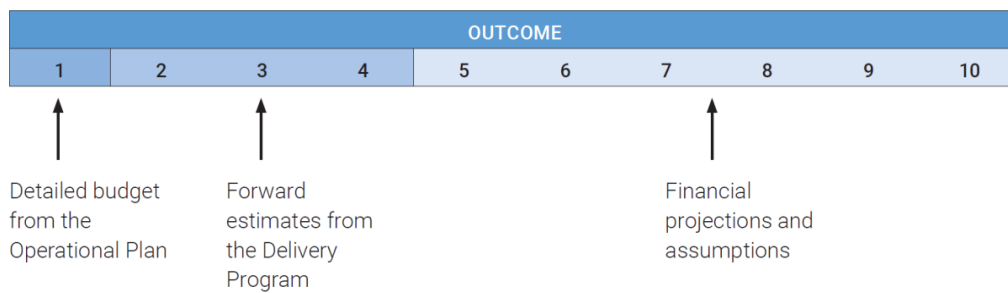 OUTCOME
1 2 3 4 5 6 7 8 9 10
Detailed budget
from the
Operational Plan
Forward
estimates from
the Delivery
Program
Financial
projections and
assumptions